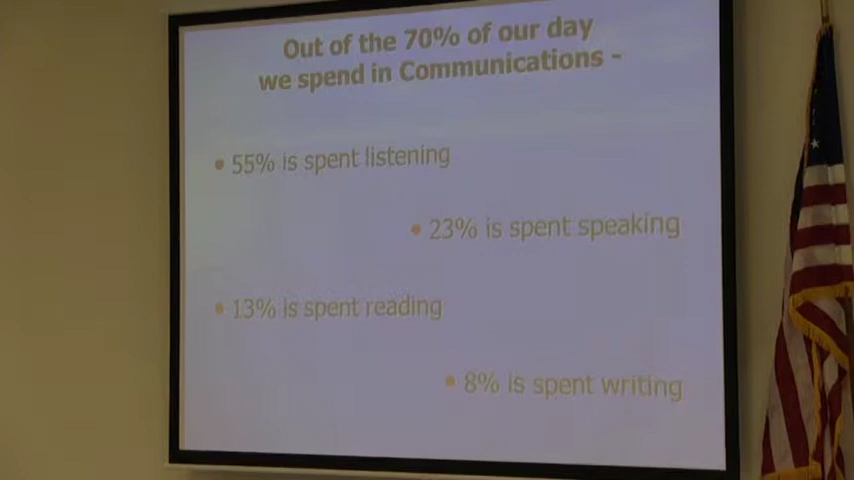 Out of the 70% of our day
we spend in Communications -
• 55% is spent listening
• 23% is spent speaking
• 13% is spent reading
• 8% is spent writing